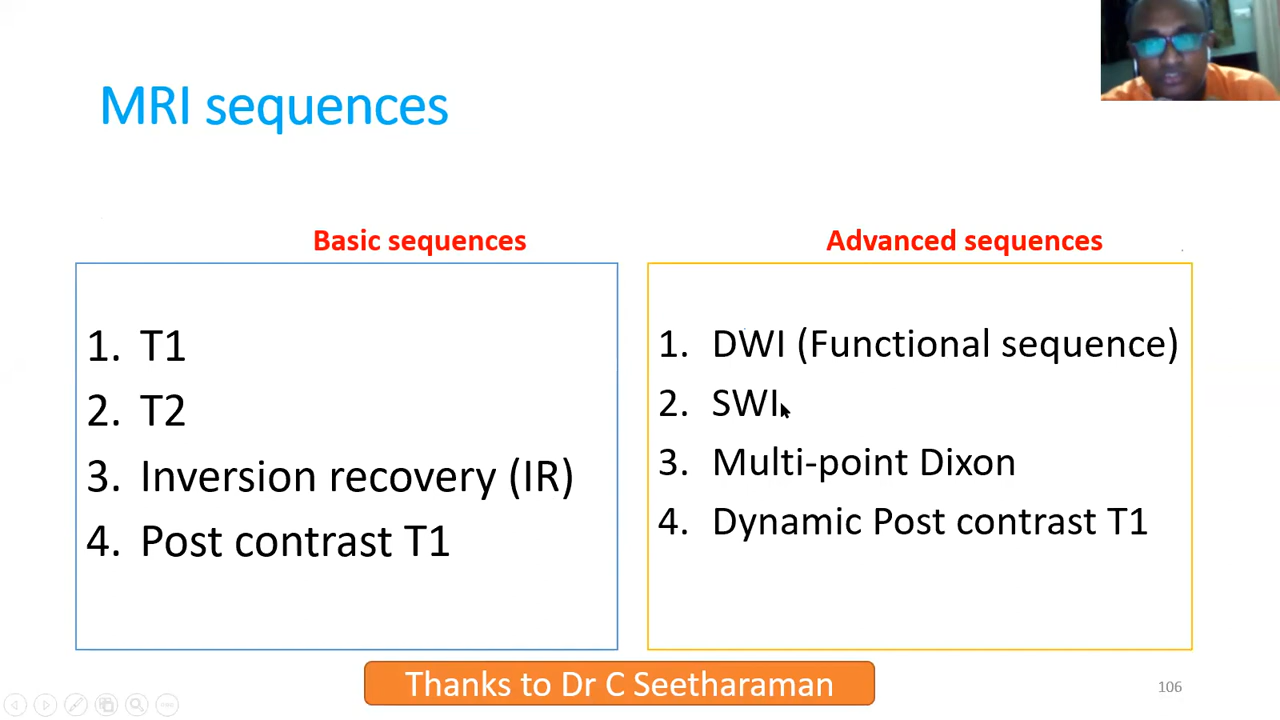 MRI sequences
Basic sequences
1. T1
2. T2
3. Inversion recovery (IR)
4. Post contrast T1
Advanced sequences
1. DWI (Functional sequence)
2. SWI
3. Multi-point Dixon
4. Dynamic Post contrast T1
Thanks to Dr C Seetharaman
106